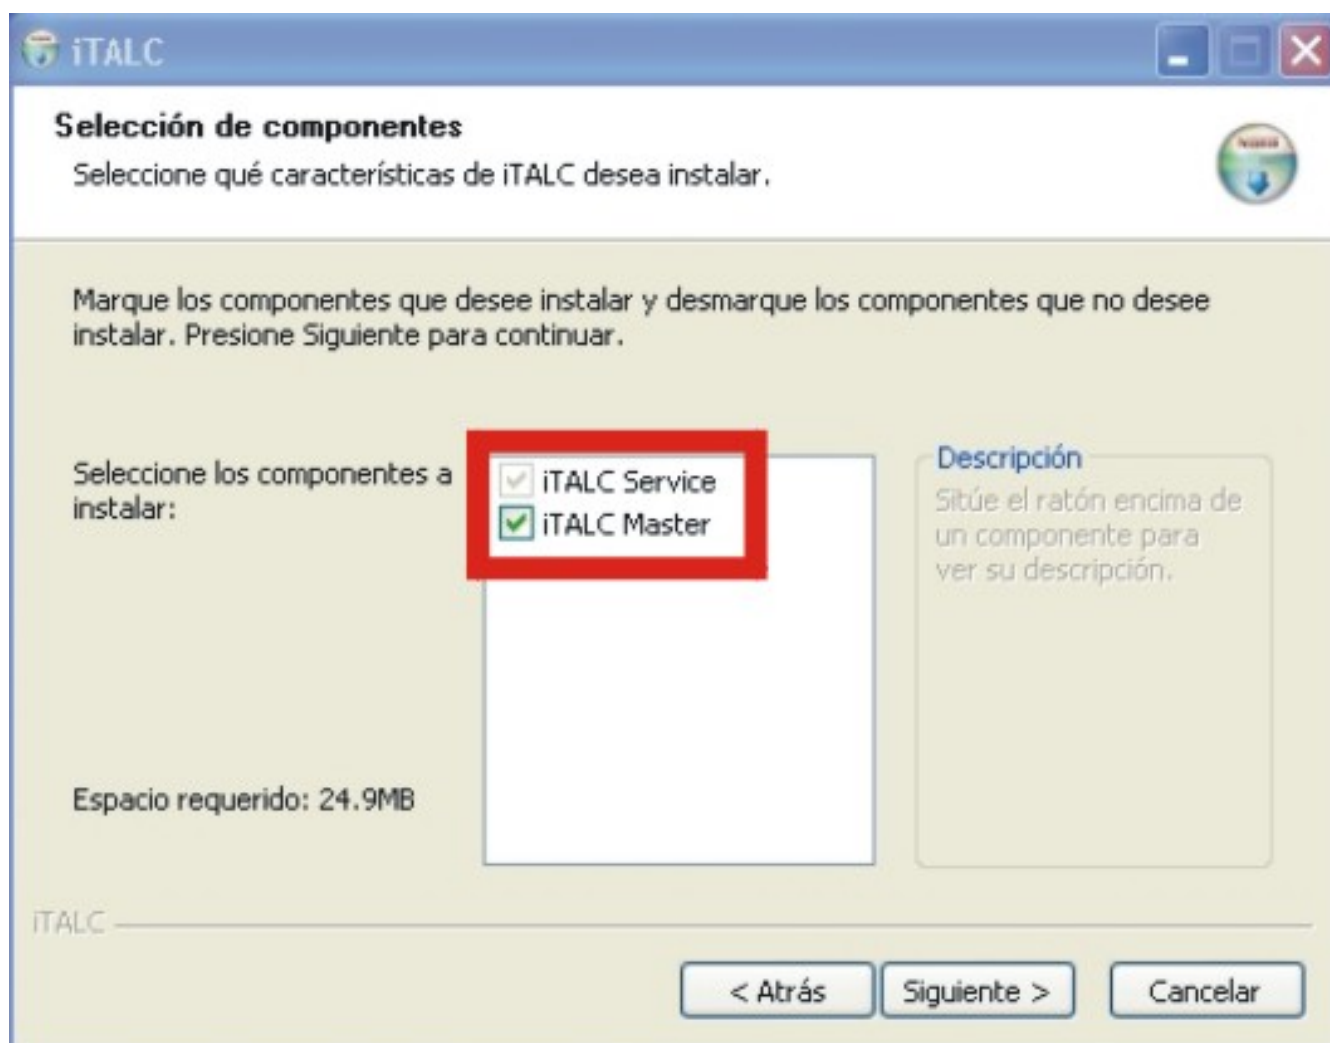 iTALC
Selección de componentes
Seleccione qué características de iTALC desea instalar.
Marque los componentes que desee instalar y desmarque los componentes que no desee
instalar. Presione Siguiente para continuar.
Seleccione los componentes a
instalar:
iTALC Service
iTALC Master
Descripción
Sitúe el ratón encima de
un componente para
ver su descripción.
Espacio requerido: 24.9MB
iTALC
< Atrás
Siguiente >
Cancelar